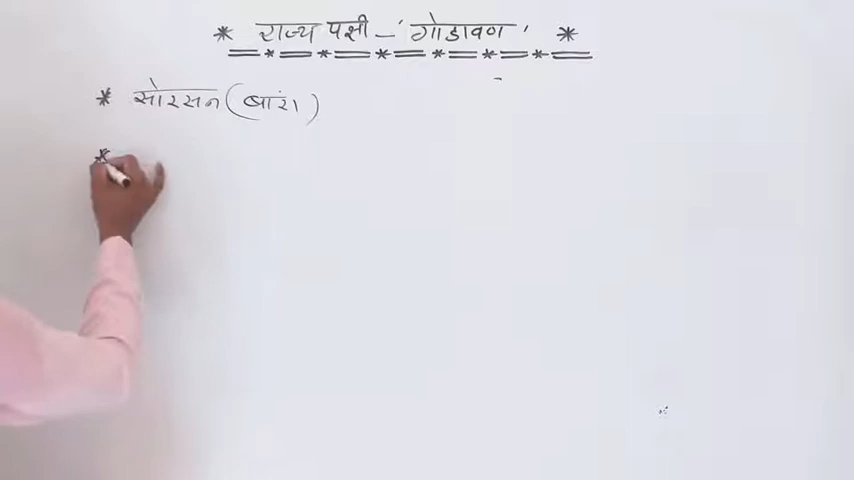 * राज्य पक्षी - 'गोडावण' *
* सोरसन (बारां)
*